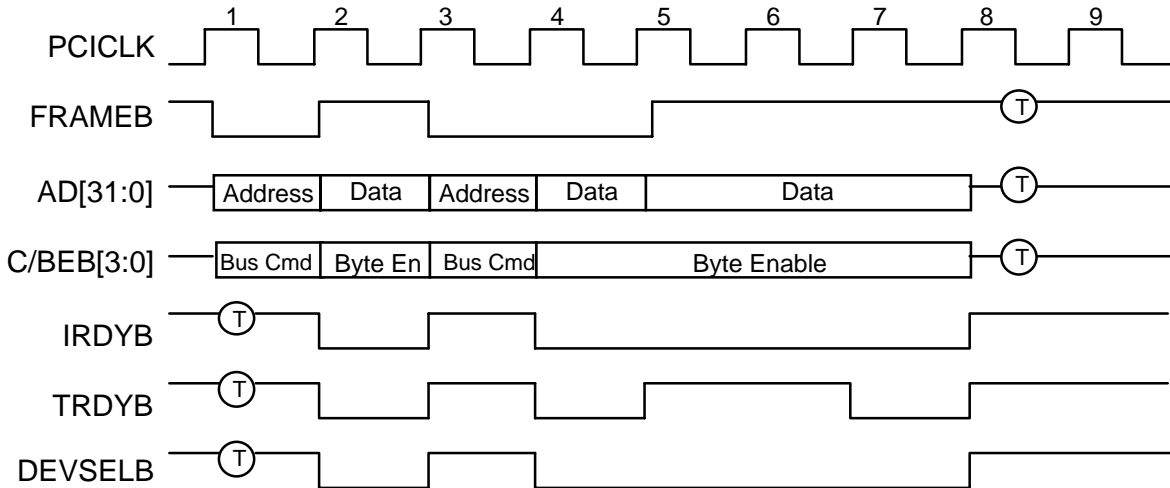 1 2 3 4 5 6 7 8 9
PCICLK
FRAMEB T
AD[31:0] Address Data Address Data Data T
C/BEB[3:0] Bus Cmd Byte En Bus Cmd Byte Enable T
IRDYB T
TRDYB T
DEVSELB T